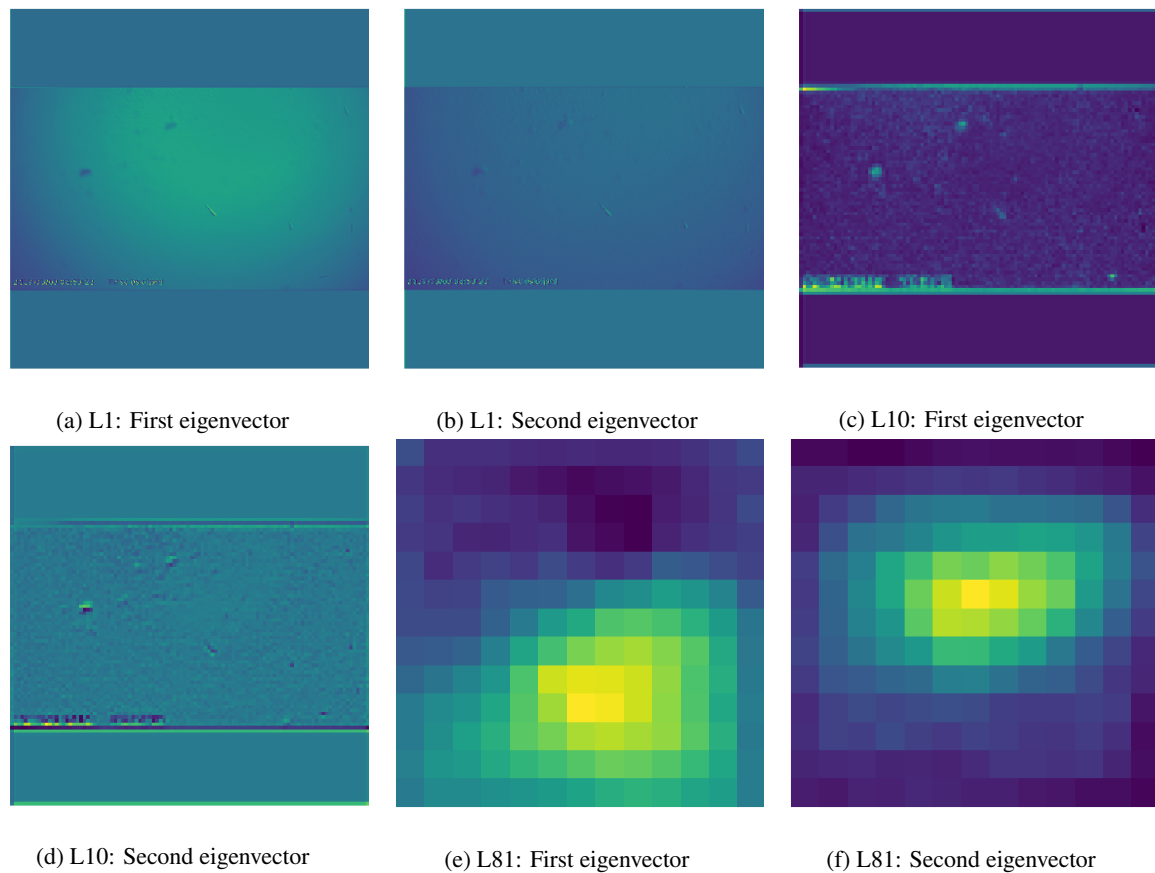 (a) L1: First eigenvector
(b) L1: Second eigenvector
(c) L10: First eigenvector
(d) L10: Second eigenvector
(e) L81: First eigenvector
(f) L81: Second eigenvector